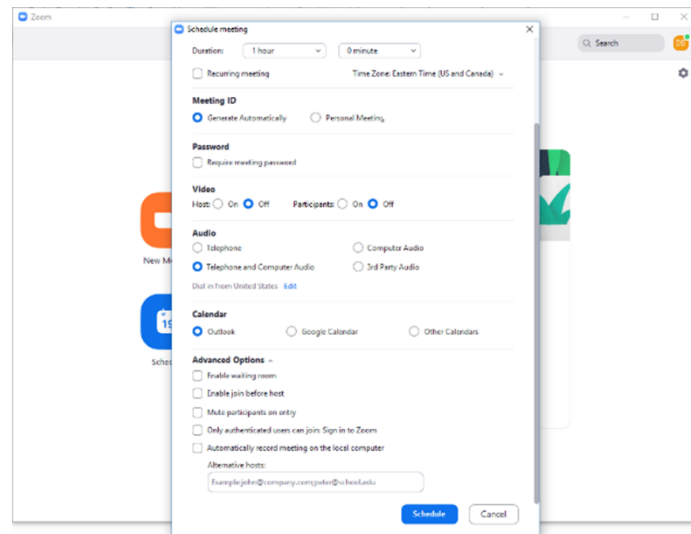 Zoom
Schedule meeting
Search
Duration: 1 hour 0 minute
Recurring meeting Time Zone: Eastern Time (US and Canada)
Meeting ID
Generate Automatically Personal Meeting
Password
Require meeting password
Video
Host: On Off Participants: On Off
Audio
Telephone Computer Audio
Telephone and Computer Audio 3rd Party Audio
Dial in from United States Edit
New M
Calendar
19
Outlook Google Calendar Other Calendars
Sche
Advanced Options
Enable waiting room
Enable join before host
Mute participants on entry
Only authenticated users can join: Sign in to Zoom
Automatically record meeting on the local computer
Alternative hosts:
Example:john@company.com;peter@school.edu
Schedule Cancel